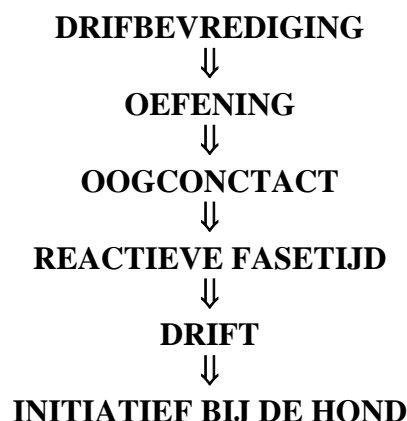 DRIFBEVREDIGING
⇓
OEFENING
⇓
OOGCONCTACT
⇓
REACTIEVE FASETIJD
⇓
DRIFT
⇓
INITIATIEF BIJ DE HOND